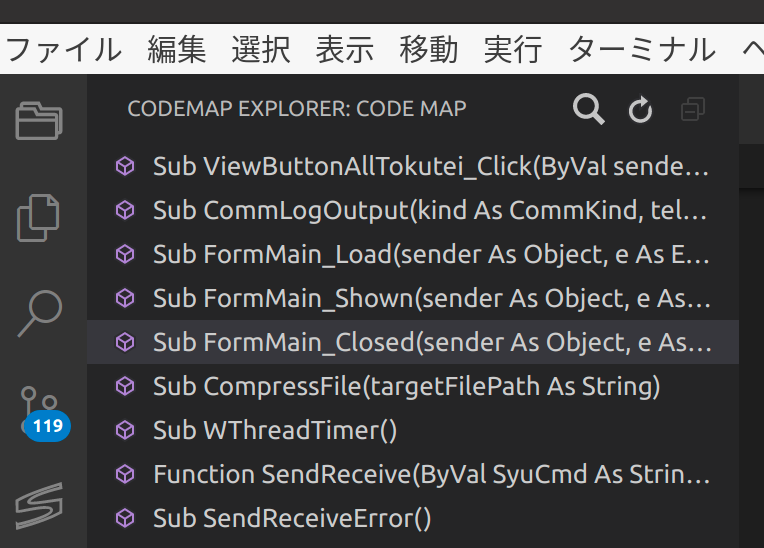 ファイル 編集 選択 表示 移動 実行 ターミナル ヘ
CODEMAP EXPLORER: CODE MAP
Sub ViewButtonAllTokutei_Click(ByVal sende...
Sub CommLogOutput(kind As CommKind, tel...
Sub FormMain_Load(sender As Object, e As E...
Sub FormMain_Shown(sender As Object, e As...
Sub FormMain_Closed(sender As Object, e As...
Sub CompressFile(targetFilePath As String)
119
Sub WThreadTimer()
Function SendReceive(ByVal SyuCmd As Strin...
Sub SendReceiveError()